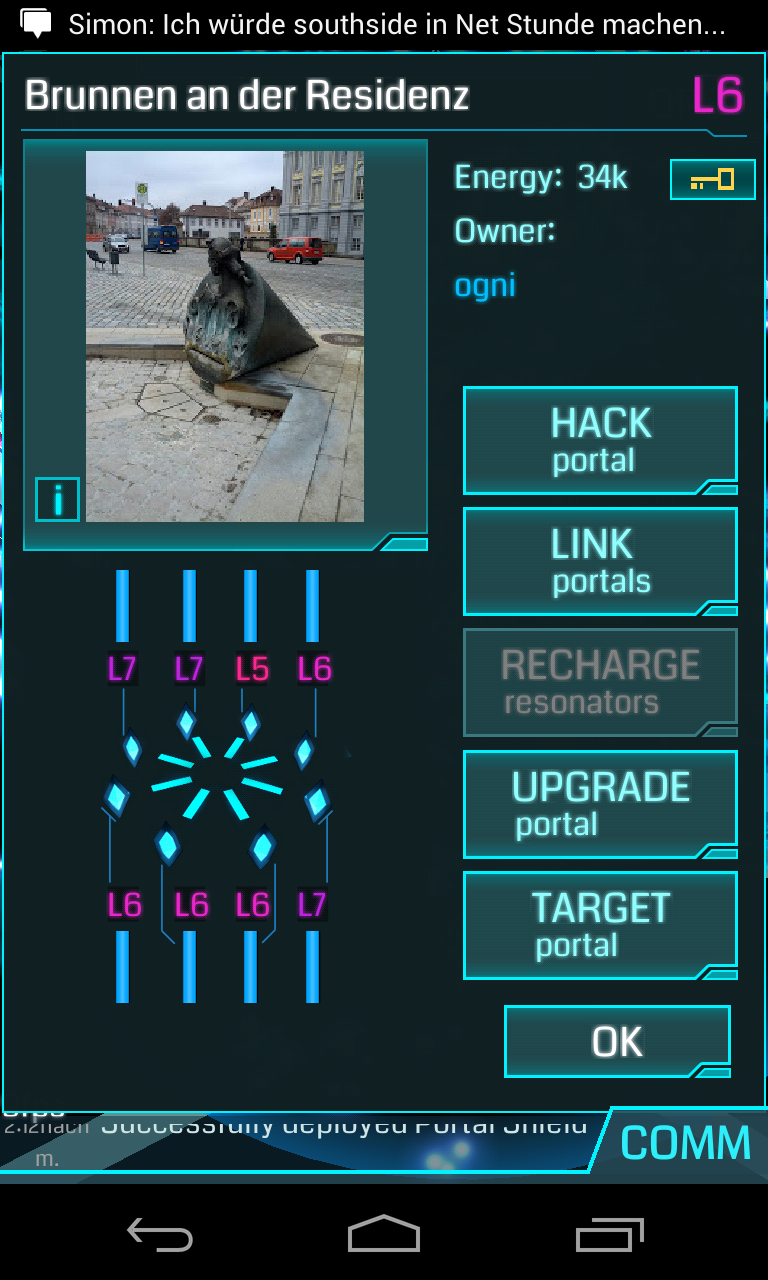 Simon: Ich würde southside in Net Stunde machen...
Brunnen an der Residenz
L6
Energy: 34k
Owner:
ogni
i
HACK
portal
LINK
portals
RECHARGE
resonators
UPGRADE
portal
TARGET
portal
OK
L7 L7 L5 L6
L6 L6 L6 L7
2:12nach Successfully deployed Portal Shield
m.
COMM